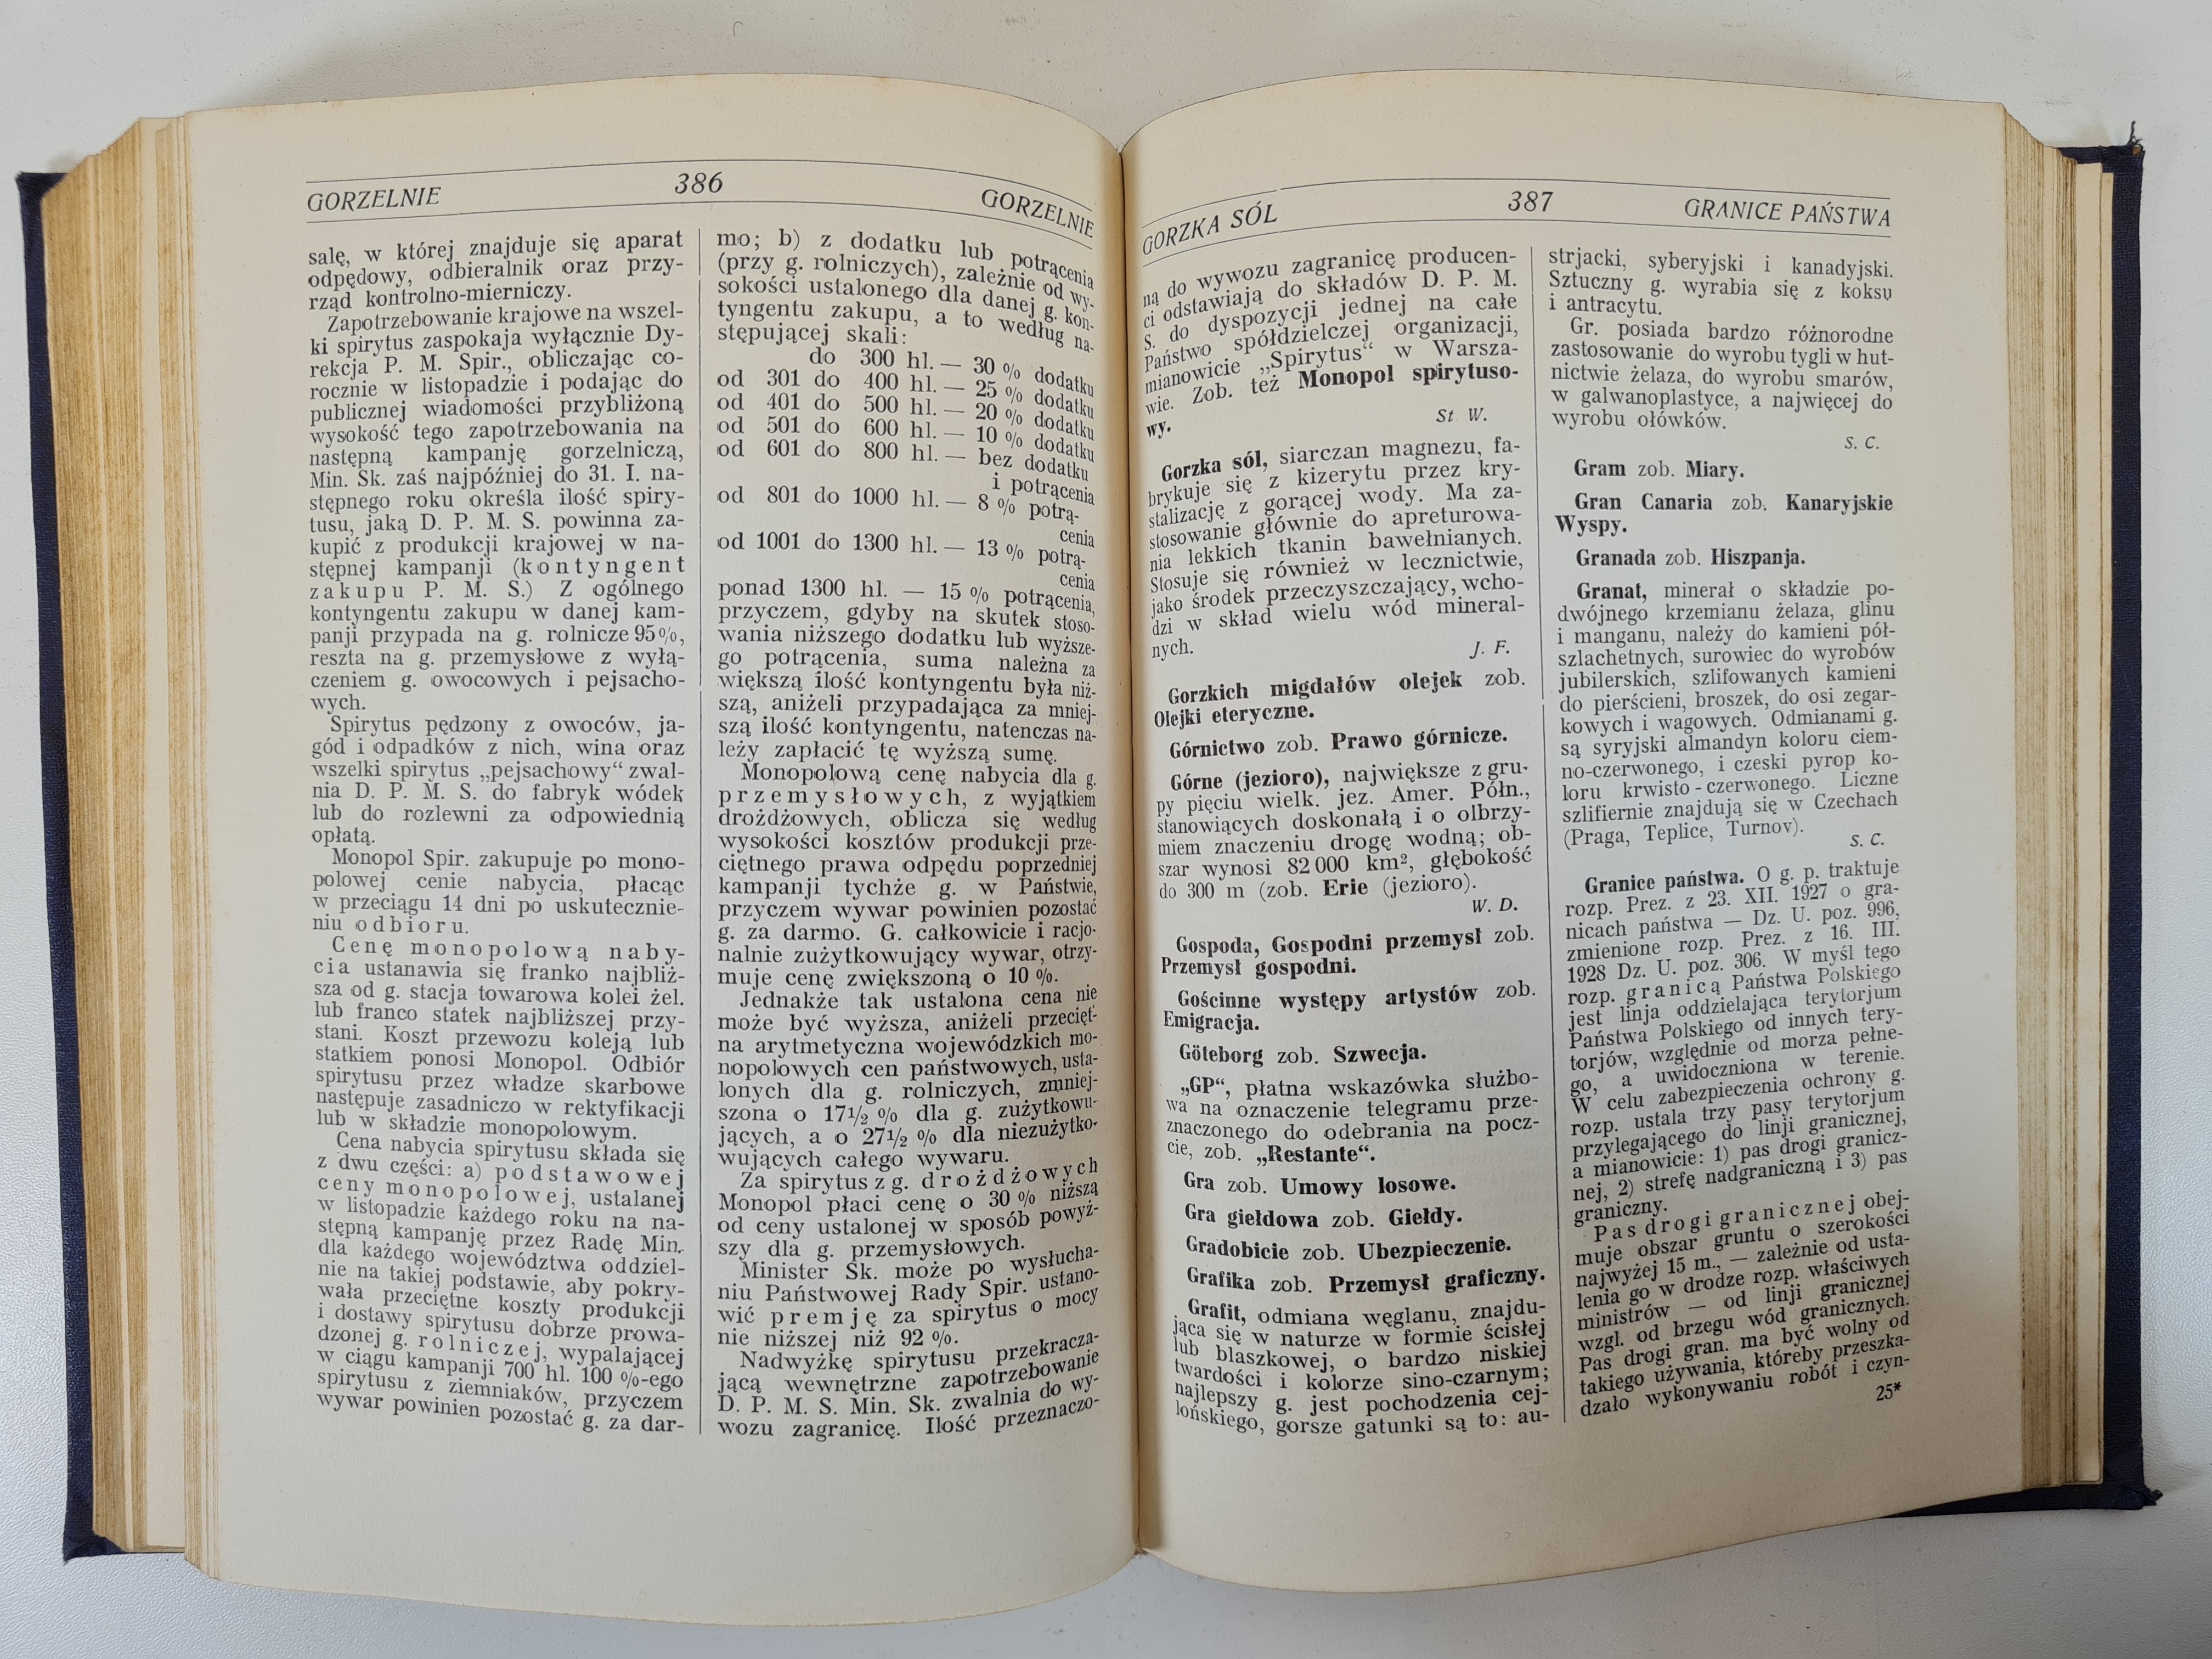 GORZELNIE
386
GORZELNIE
salę, w której znajduje się aparat
odpędowy, odbieralnik oraz przy-
rząd kontrolno-mierniczy.
Zapotrzebowanie krajowe na wszel-
ki spirytus zaspokaja wyłącznie Dy-
rekcja P. M. Spir., obliczając co-
rocznie w listopadzie i podając do
publicznej wiadomości przybliżoną
wysokość tego zapotrzebowania na
następną kampanję gorzelniczą,
Min. Sk. zaś najpóźniej do 31. I. na-
stępnego roku określa ilość spiry-
tusu, jaką D. P. M. S. powinna za-
kupić z produkcji krajowej w na-
stępnej kampanji (kontyngent
zakupu P. M. S.) Z ogólnego
kontyngentu zakupu w danej kam-
panji przypada na g. rolnicze 95%,
reszta na g. przemysłowe z wyłą-
czeniem g. owocowych i pejsacho-
wych.
Spirytus pędzony z owoców, ja-
gód i odpadków z nich, wina oraz
wszelki spirytus „pejsachowy“ zwal-
nia D. P. M. S. do fabryk wódek
lub do rozlewni za odpowiednią
opłatą.
Monopol Spir. zakupuje po mono-
polowej cenie nabycia, płacąc
w przeciągu 14 dni po uskutecznie-
niu odbioru.
Cenę monopolową naby-
cia ustanawia się franko najbliż-
sza od g. stacja towarowa kolei żel.
lub franco statek najbliższej przy-
stani. Koszt przewozu koleją lub
statkiem ponosi Monopol. Odbiór
spirytusu przez władze skarbowe
następuje zasadniczo w rektyfikacji
lub w składzie monopolowym.
Cena nabycia spirytusu składa się
z dwu części: a) podstawowej
ceny monopolowej, ustalanej
w listopadzie każdego roku na na-
stępną kampanję przez Radę Min.
dla każdego województwa oddziel-
nie na takiej podstawie, aby pokry-
wała przeciętne koszty produkcji
i dostawy spirytusu dobrze prowa-
dzonej g. rolniczej, wypalającej
w ciągu kampanji 700 hl. 100 %-ego
spirytusu z ziemniaków, przyczem
wywar powinien pozostać g. za dar-
mo; b) z dodatku lub potrącenia
(przy g. rolniczych), zależnie od wy-
sokości ustalonego dla danej g. kon-
tyngentu zakupu, a to według na-
stępującej skali:
do 300 hl. — 30 % dodatku
od 301 do 400 hl. — 25 % dodatku
od 401 do 500 hl. — 20 % dodatku
od 501 do 600 hl. — 10 % dodatku
od 601 do 800 hl. — bez dodatku
i potrącenia
od 801 do 1000 hl. — 8 % potrą-
cenia
od 1001 do 1300 hl. — 13 % potrą-
cenia
ponad 1300 hl. — 15 % potrącenia,
przyczem, gdyby na skutek stoso-
wania niższego dodatku lub wyższe-
go potrącenia, suma należna za
większą ilość kontyngentu była niż-
szą, aniżeli przypadająca za mniej-
szą ilość kontyngentu, natenczas na-
leży zapłacić tę wyższą sumę.
Monopolową cenę nabycia dla g.
przemysłowych, z wyjątkiem
drożdżowych, oblicza się według
wysokości kosztów produkcji prze-
ciętnego prawa odpędu poprzedniej
kampanji tychże g. w Państwie,
przyczem wywar powinien pozostać
g. za darmo. G. całkowicie i racjo-
nalnie zużytkowujący wywar, otrzy-
muje cenę zwiększoną o 10 %.
Jednakże tak ustalona cena nie
może być wyższa, aniżeli przecięt-
na arytmetyczna wojewódzkich mo-
nopolowych cen państwowych, usta-
lonych dla g. rolniczych, zmniej-
szona o 17½ % dla g. zużytkowu-
jących, a o 27½ % dla niezużytko-
wujących całego wywaru.
Za spirytus z g. drożdżowych
Monopol płaci cenę o 30 % niższą
od ceny ustalonej w sposób powyż-
szy dla g. przemysłowych.
Minister Sk. może po wysłucha-
niu Państwowej Rady Spir. ustano-
wić premję za spirytus o mocy
nie niższej niż 92 %.
Nadwyżkę spirytusu przekracza-
jącą wewnętrzne zapotrzebowanie
D. P. M. S. Min. Sk. zwalnia do wy-
wozu zagranicę. Ilość przeznaczo-
GORZKA SÓL
387
GRANICE PAŃSTWA
ną do wywozu zagranicę producen-
ci odstawiają do składów D. P. M.
S. do dyspozycji jednej na całe
Państwo spółdzielczej organizacji,
mianowicie „Spirytus“ w Warsza-
wie. Zob. też Monopol spirytuso-
wy.
St. W.
Gorzka sól, siarczan magnezu, fa-
brykuje się z kizerytu przez kry-
stalizację z gorącej wody. Ma za-
stosowanie głównie do apreturowa-
nia lekkich tkanin bawełnianych.
Stosuje się również w lecznictwie,
jako środek przeczyszczający, wcho-
dzi w skład wielu wód mineral-
nych.
J. F.
Gorzkich migdałów olejek zob.
Olejki eteryczne.
Górnictwo zob. Prawo górnicze.
Górne (jezioro), największe z gru-
py pięciu wielk. jez. Amer. Półn.,
stanowiących doskonałą i o olbrzy-
miem znaczeniu drogę wodną; ob-
szar wynosi 82 000 km², głębokość
do 300 m (zob. Erie (jezioro).
W. D.
Gospoda, Gospodni przemysł zob.
Przemysł gospodni.
Gościnne występy artystów zob.
Emigracja.
Göteborg zob. Szwecja.
„GP“, płatna wskazówka służbo-
wa na oznaczenie telegramu prze-
znaczonego do odebrania na pocz-
cie, zob. „Restante“.
Gra zob. Umowy losowe.
Gra giełdowa zob. Giełdy.
Gradobicie zob. Ubezpieczenie.
Grafika zob. Przemysł graficzny.
Grafit, odmiana węglanu, znajdu-
jąca się w naturze w formie ścisłej
lub blaszkowej, o bardzo niskiej
twardości i kolorze sino-czarnym;
najlepszy g. jest pochodzenia cej-
lońskiego, gorsze gatunki są to: au-
strjacki, syberyjski i kanadyjski.
Sztuczny g. wyrabia się z koksu
i antracytu.
Gr. posiada bardzo różnorodne
zastosowanie do wyrobu tygli w hut-
nictwie żelaza, do wyrobu smarów,
w galwanoplastyce, a najwięcej do
wyrobu ołówków.
S. C.
Gram zob. Miary.
Gran Canaria zob. Kanaryjskie
Wyspy.
Granada zob. Hiszpanja.
Granat, minerał o składzie po-
dwójnego krzemianu żelaza, glinu
i manganu, należy do kamieni pół-
szlachetnych, surowiec do wyrobów
jubilerskich, szlifowanych kamieni
do pierścieni, broszek, do osi zegar-
kowych i wagowych. Odmianami g.
są syryjski almandyn koloru ciem-
no-czerwonego, i czeski pyrop ko-
loru krwisto-czerwonego. Liczne
szlifiernie znajdują się w Czechach
(Praga, Teplice, Turnov).
S. C.
Granice państwa. O g. p. traktuje
rozp. Prez. z 23. XII. 1927 o gra-
nicach państwa — Dz. U. poz. 996,
zmienione rozp. Prez. z 16. III.
1928 Dz. U. poz. 306. W myśl tego
rozp. granicą Państwa Polskiego
jest linja oddzielająca terytorjum
Państwa Polskiego od innych tery-
torjów, względnie od morza pełne-
go, a uwidoczniona w terenie.
W celu zabezpieczenia ochrony g.
rozp. ustala trzy pasy terytorjum
przylegającego do linji granicznej,
a mianowicie: 1) pas drogi granicz-
nej, 2) strefę nadgraniczną i 3) pas
graniczny.
Pas drogi granicznej obej-
muje obszar gruntu o szerokości
najwyżej 15 m., — zależnie od usta-
lenia go w drodze rozp. właściwych
ministrów — od linji granicznej
wzgl. od brzegu wód granicznych.
Pas drogi gran. ma być wolny od
takiego używania, któreby przeszka-
dzało wykonywaniu robót i czyn-
25*